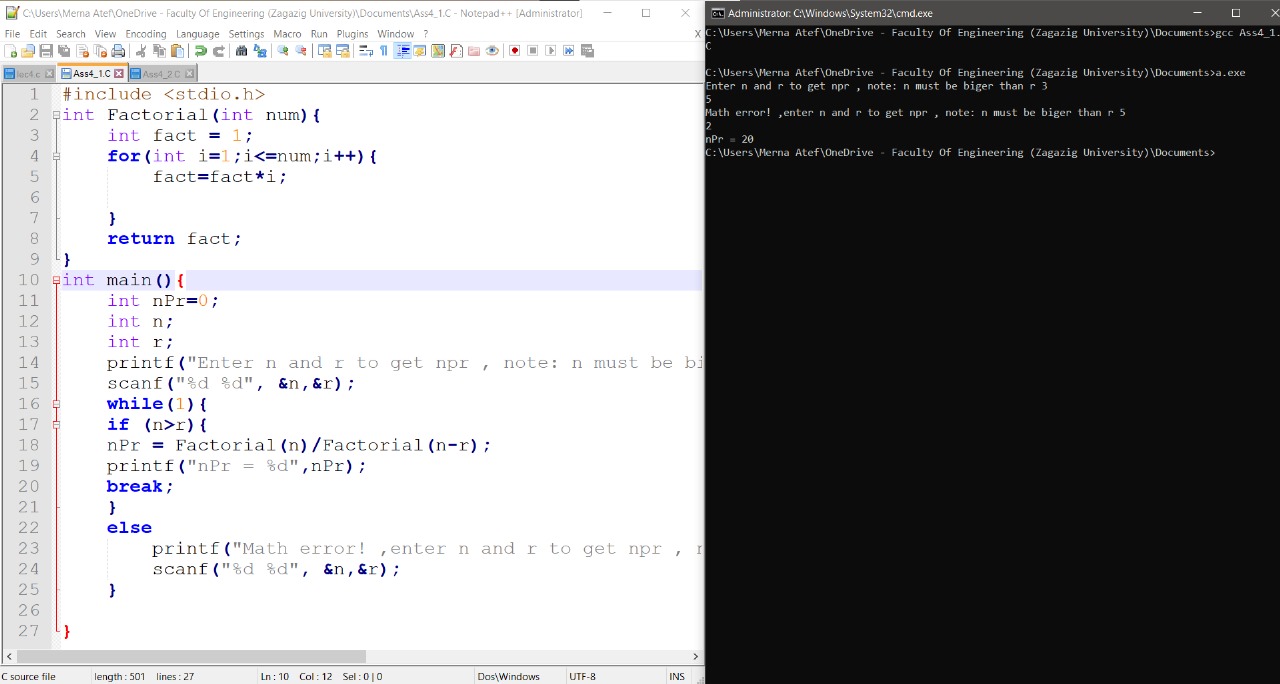 C:\Users\Merna Atef\OneDrive - Faculty Of Engineering (Zagazig University)\Documents\Ass4_1.C - Notepad++ [Administrator]
File Edit Search View Encoding Language Settings Macro Run Plugins Window ? X
lec4.c Ass4_1.C Ass4_2.C
1 #include <stdio.h>
2 int Factorial(int num){
3 int fact = 1;
4 for(int i=1;i<=num;i++){
5 fact=fact*i;
6
7 }
8 return fact;
9 }
10 int main(){
11 int nPr=0;
12 int n;
13 int r;
14 printf("Enter n and r to get npr , note: n must be bi
15 scanf("%d %d", &n,&r);
16 while(1){
17 if (n>r){
18 nPr = Factorial(n)/Factorial(n-r);
19 printf("nPr = %d",nPr);
20 break;
21 }
22 else
23 printf("Math error! ,enter n and r to get npr , n
24 scanf("%d %d", &n,&r);
25 }
26
27 }
C source file length : 501 lines : 27 Ln : 10 Col : 12 Sel : 0 | 0 Dos\Windows UTF-8 INS
Administrator: C:\Windows\System32\cmd.exe
C:\Users\Merna Atef\OneDrive - Faculty Of Engineering (Zagazig University)\Documents>gcc Ass4_1.
C
C:\Users\Merna Atef\OneDrive - Faculty Of Engineering (Zagazig University)\Documents>a.exe
Enter n and r to get npr , note: n must be biger than r 3
5
Math error! ,enter n and r to get npr , note: n must be biger than r 5
2
nPr = 20
C:\Users\Merna Atef\OneDrive - Faculty Of Engineering (Zagazig University)\Documents>